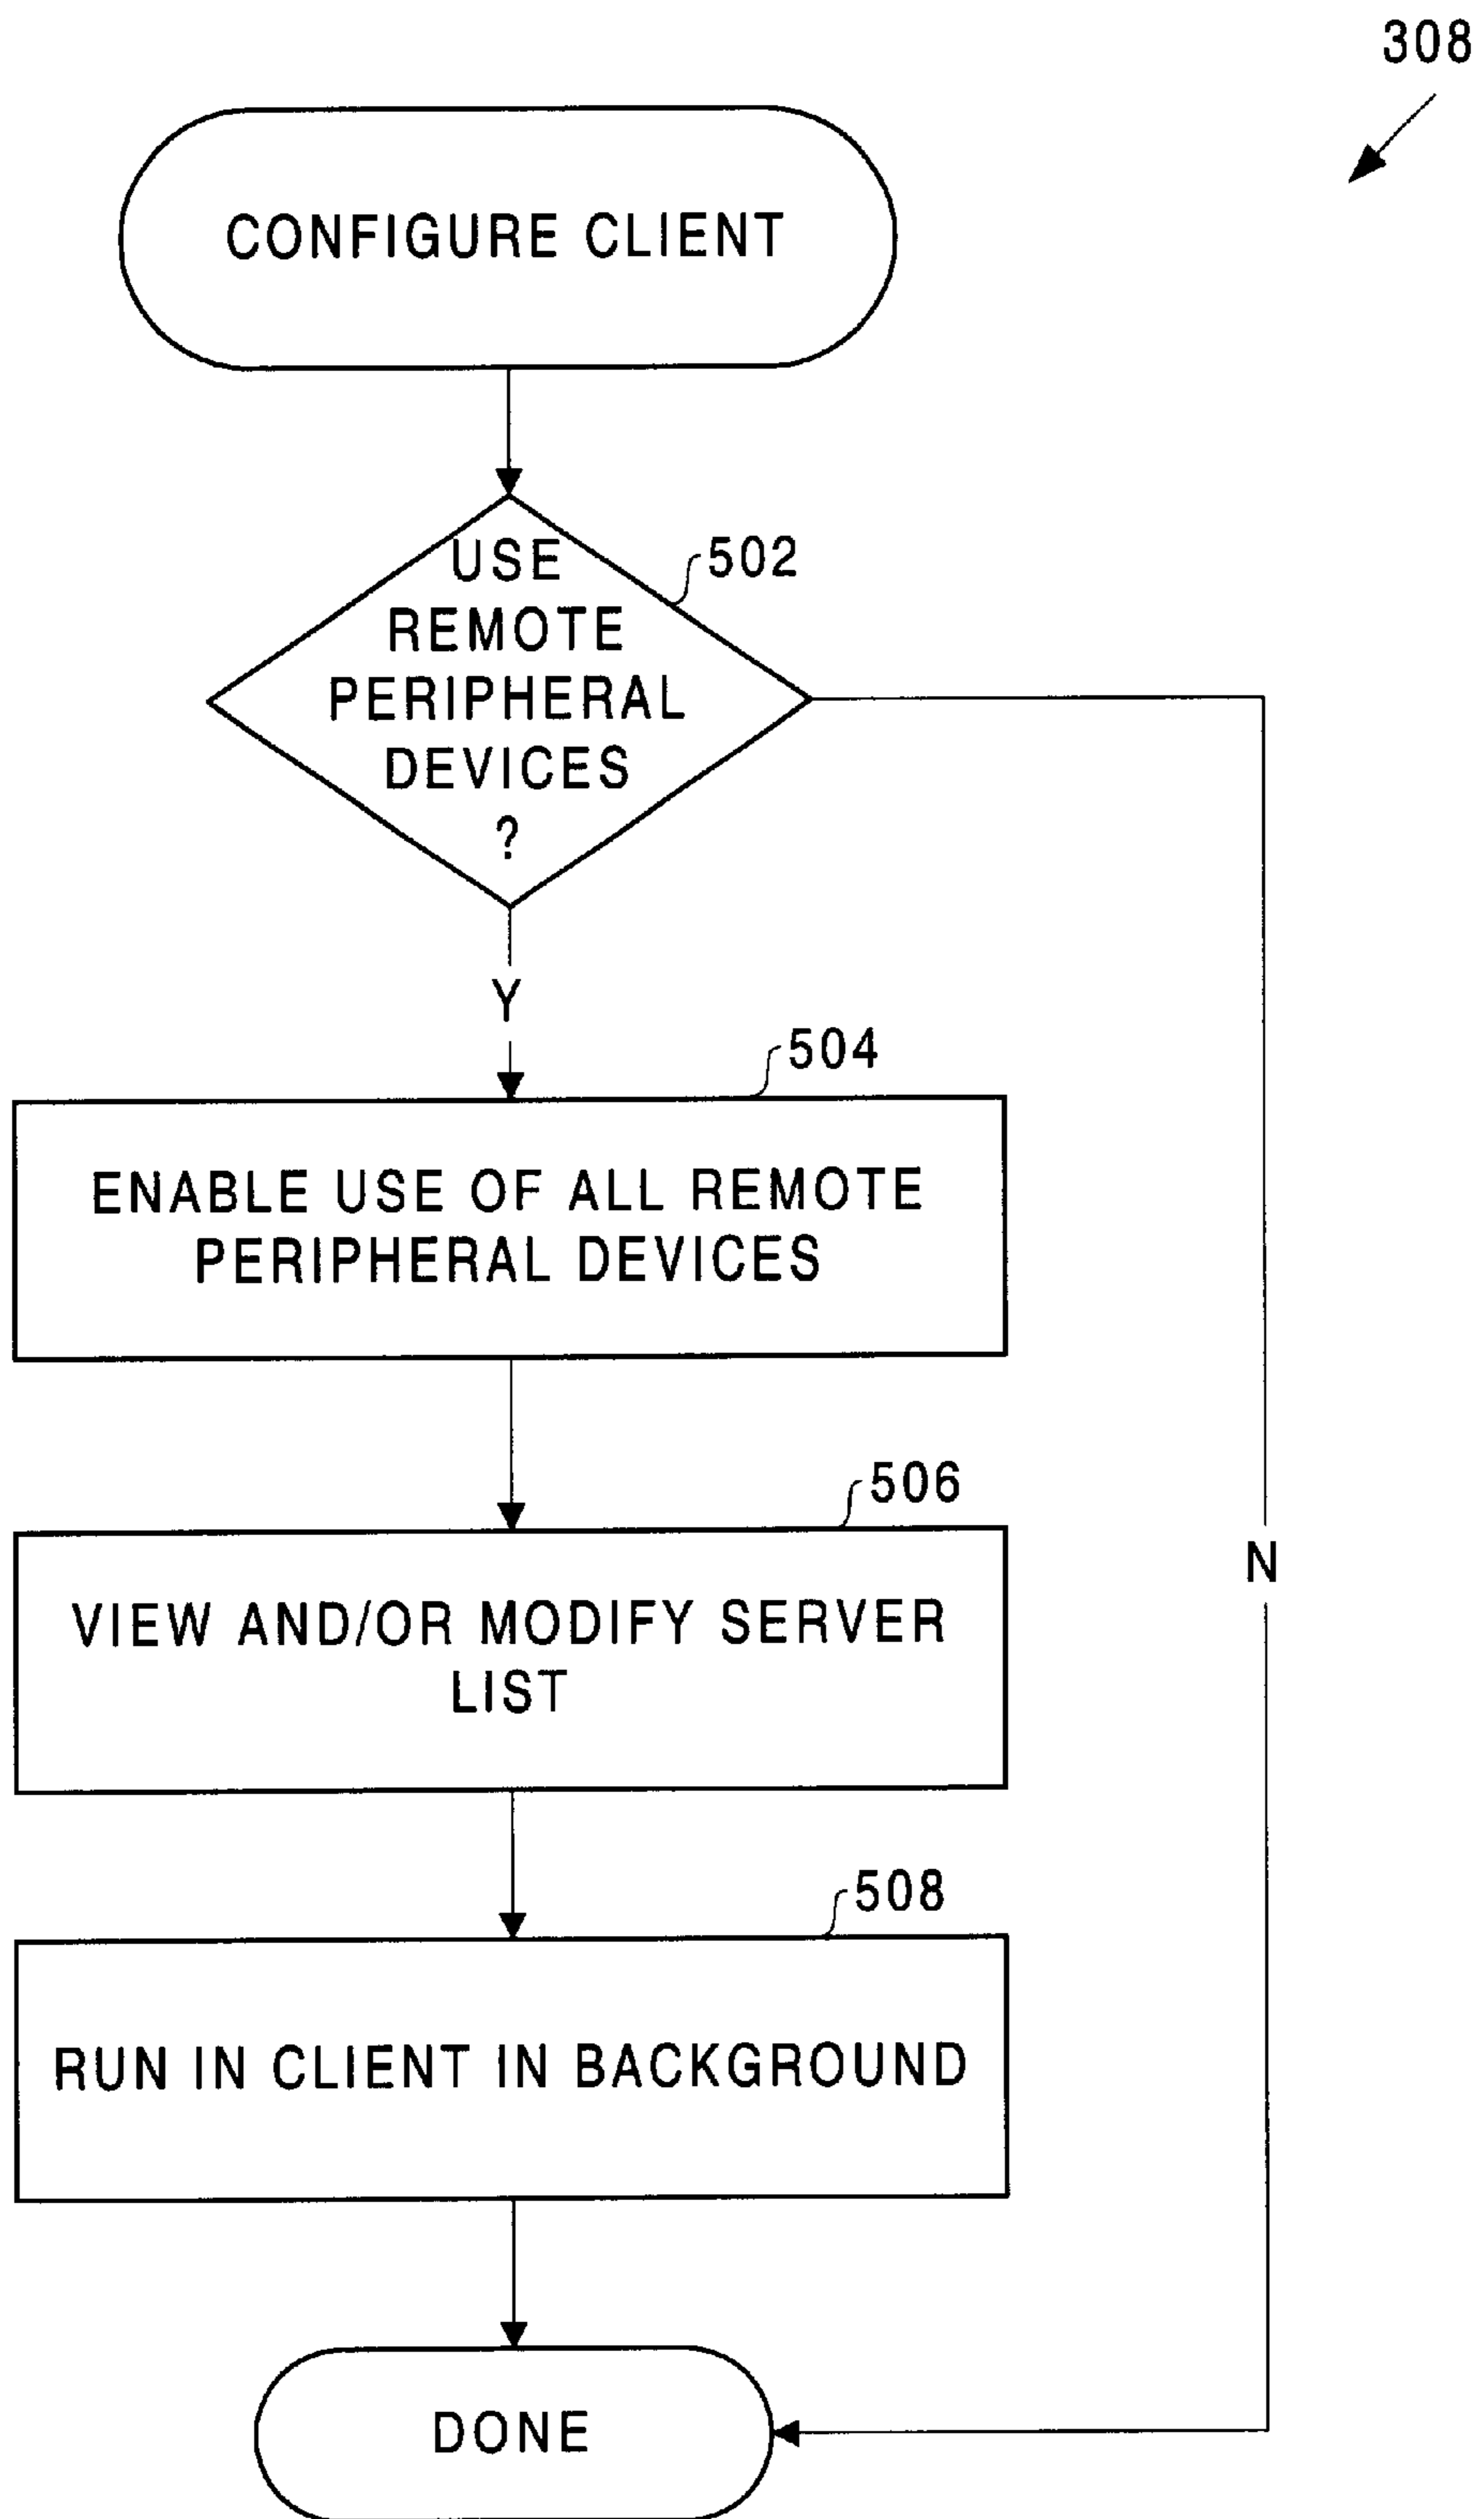 308
CONFIGURE CLIENT
USE
502
REMOTE
PERIPHERAL
DEVICES
?
Y
504
ENABLE USE OF ALL REMOTE
PERIPHERAL DEVICES
506
N
VIEW AND/OR MODIFY SERVER
LIST
508
RUN IN CLIENT IN BACKGROUND
DONE